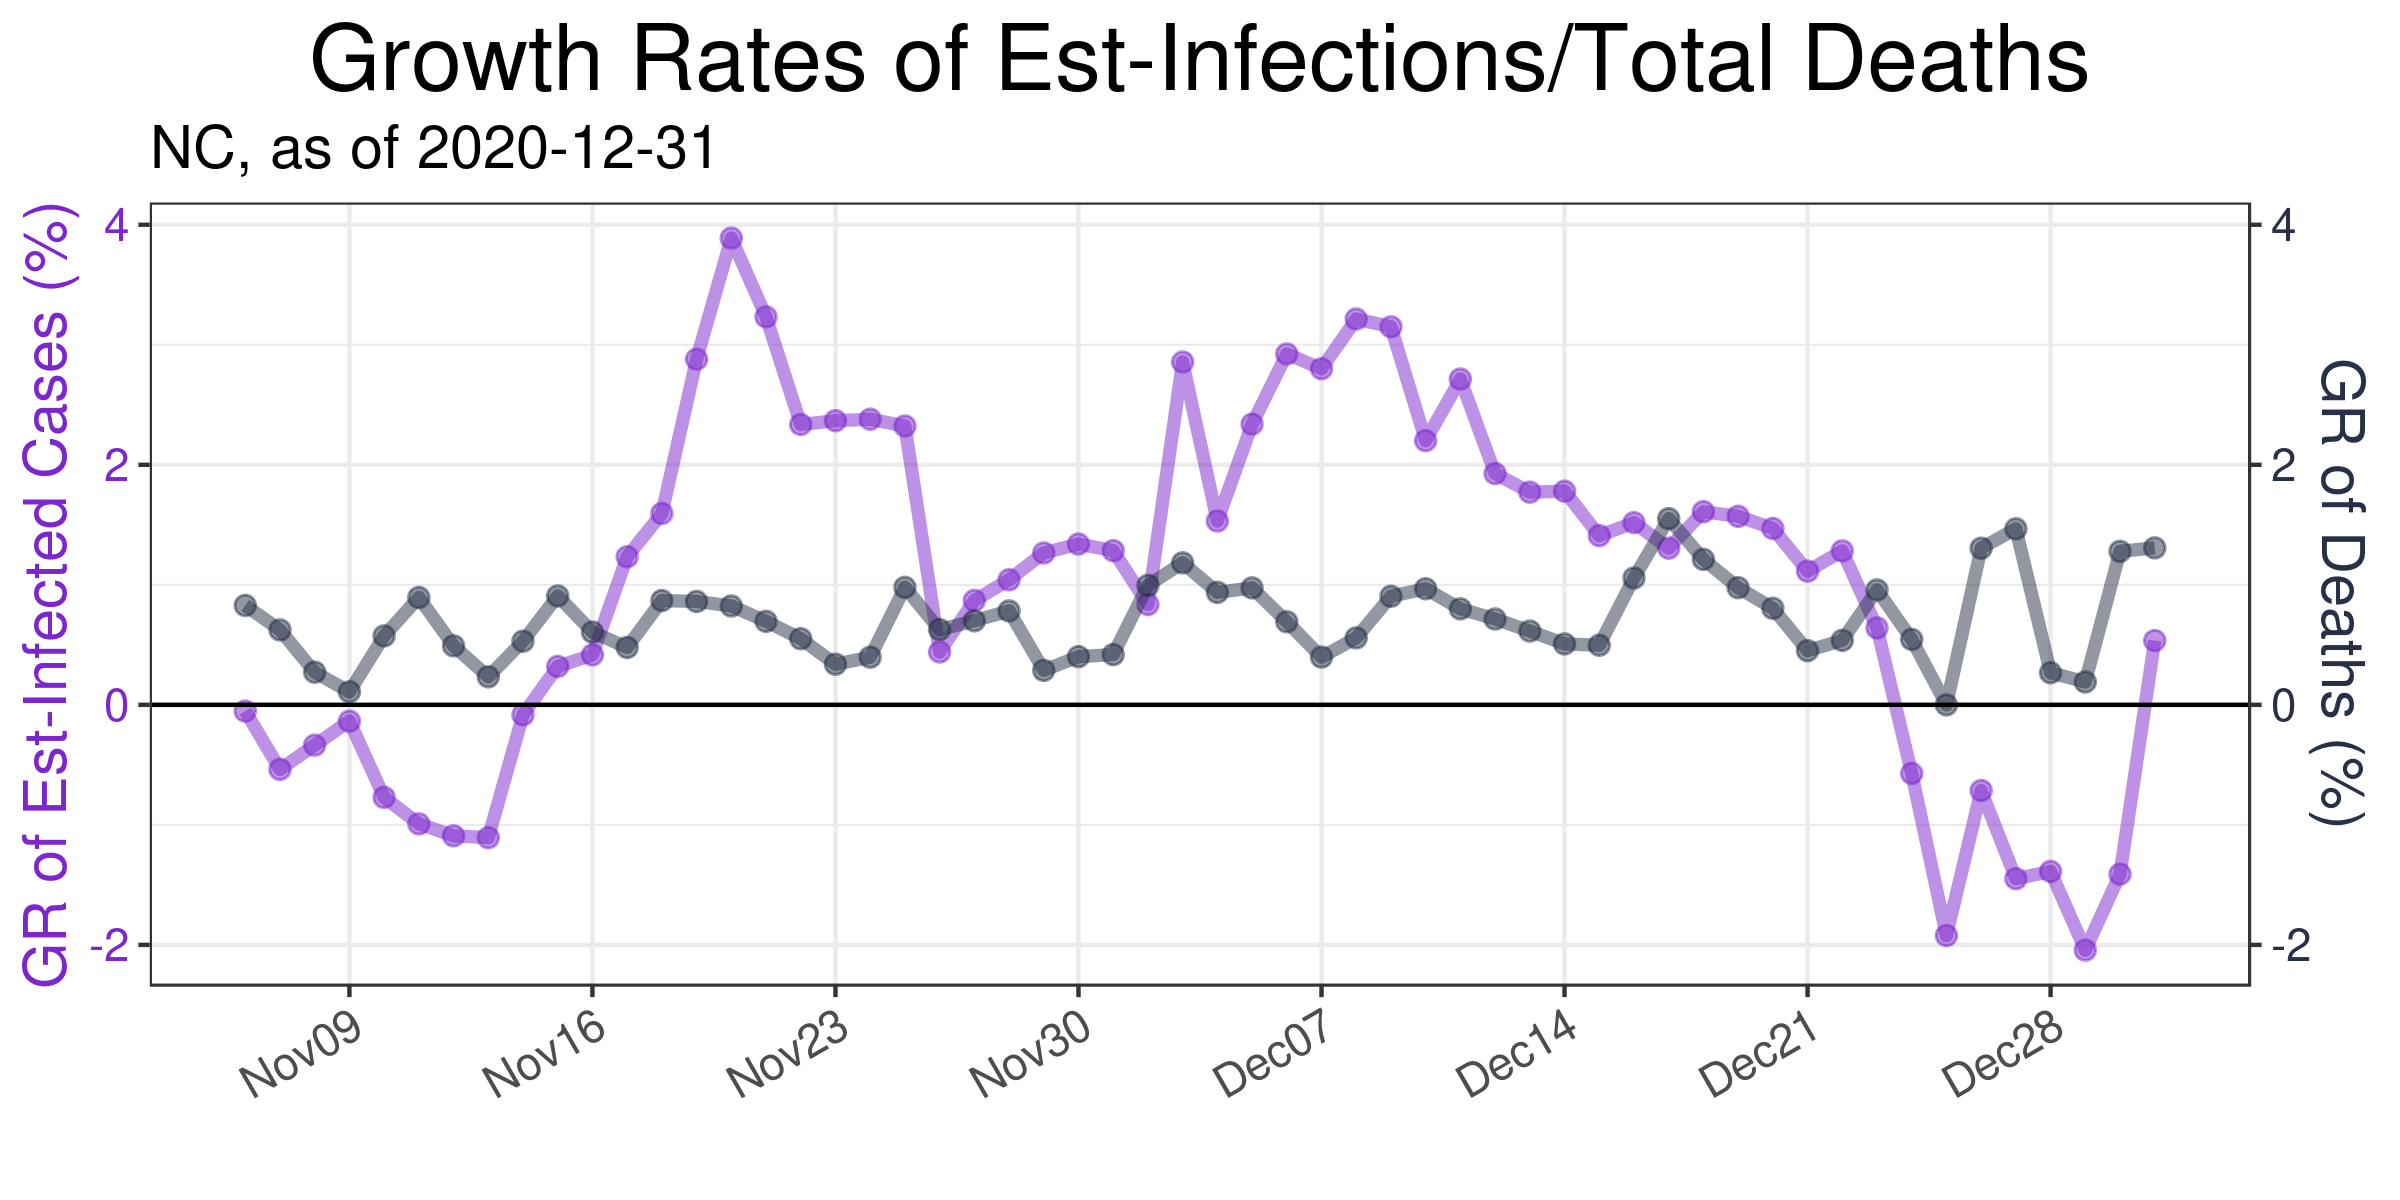 Growth Rates of Est-Infections/Total Deaths
NC, as of 2020-12-31
GR of Est-Infected Cases (%)
4
2
0
-2
4
2
0
-2
GR of Deaths (%)
Nov09
Nov16
Nov23
Nov30
Dec07
Dec14
Dec21
Dec28